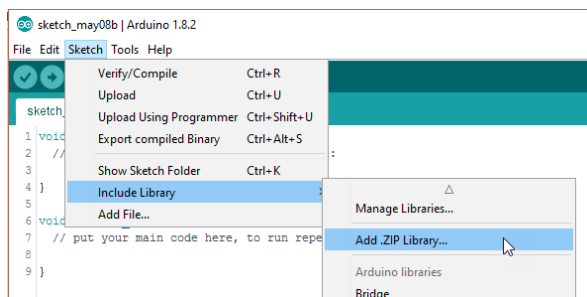 sketch_may08b | Arduino 1.8.2
File Edit Sketch Tools Help
Verify/Compile Ctrl+R
Upload Ctrl+U
Upload Using Programmer Ctrl+Shift+U
Export compiled Binary Ctrl+Alt+S
Show Sketch Folder Ctrl+K
Include Library
Add File...
Manage Libraries...
Add .ZIP Library...
Arduino libraries
Bridge
sketch_
1 void
2 // :
3
4 }
5
6 void
7 // put your main code here, to run repe
8
9 }